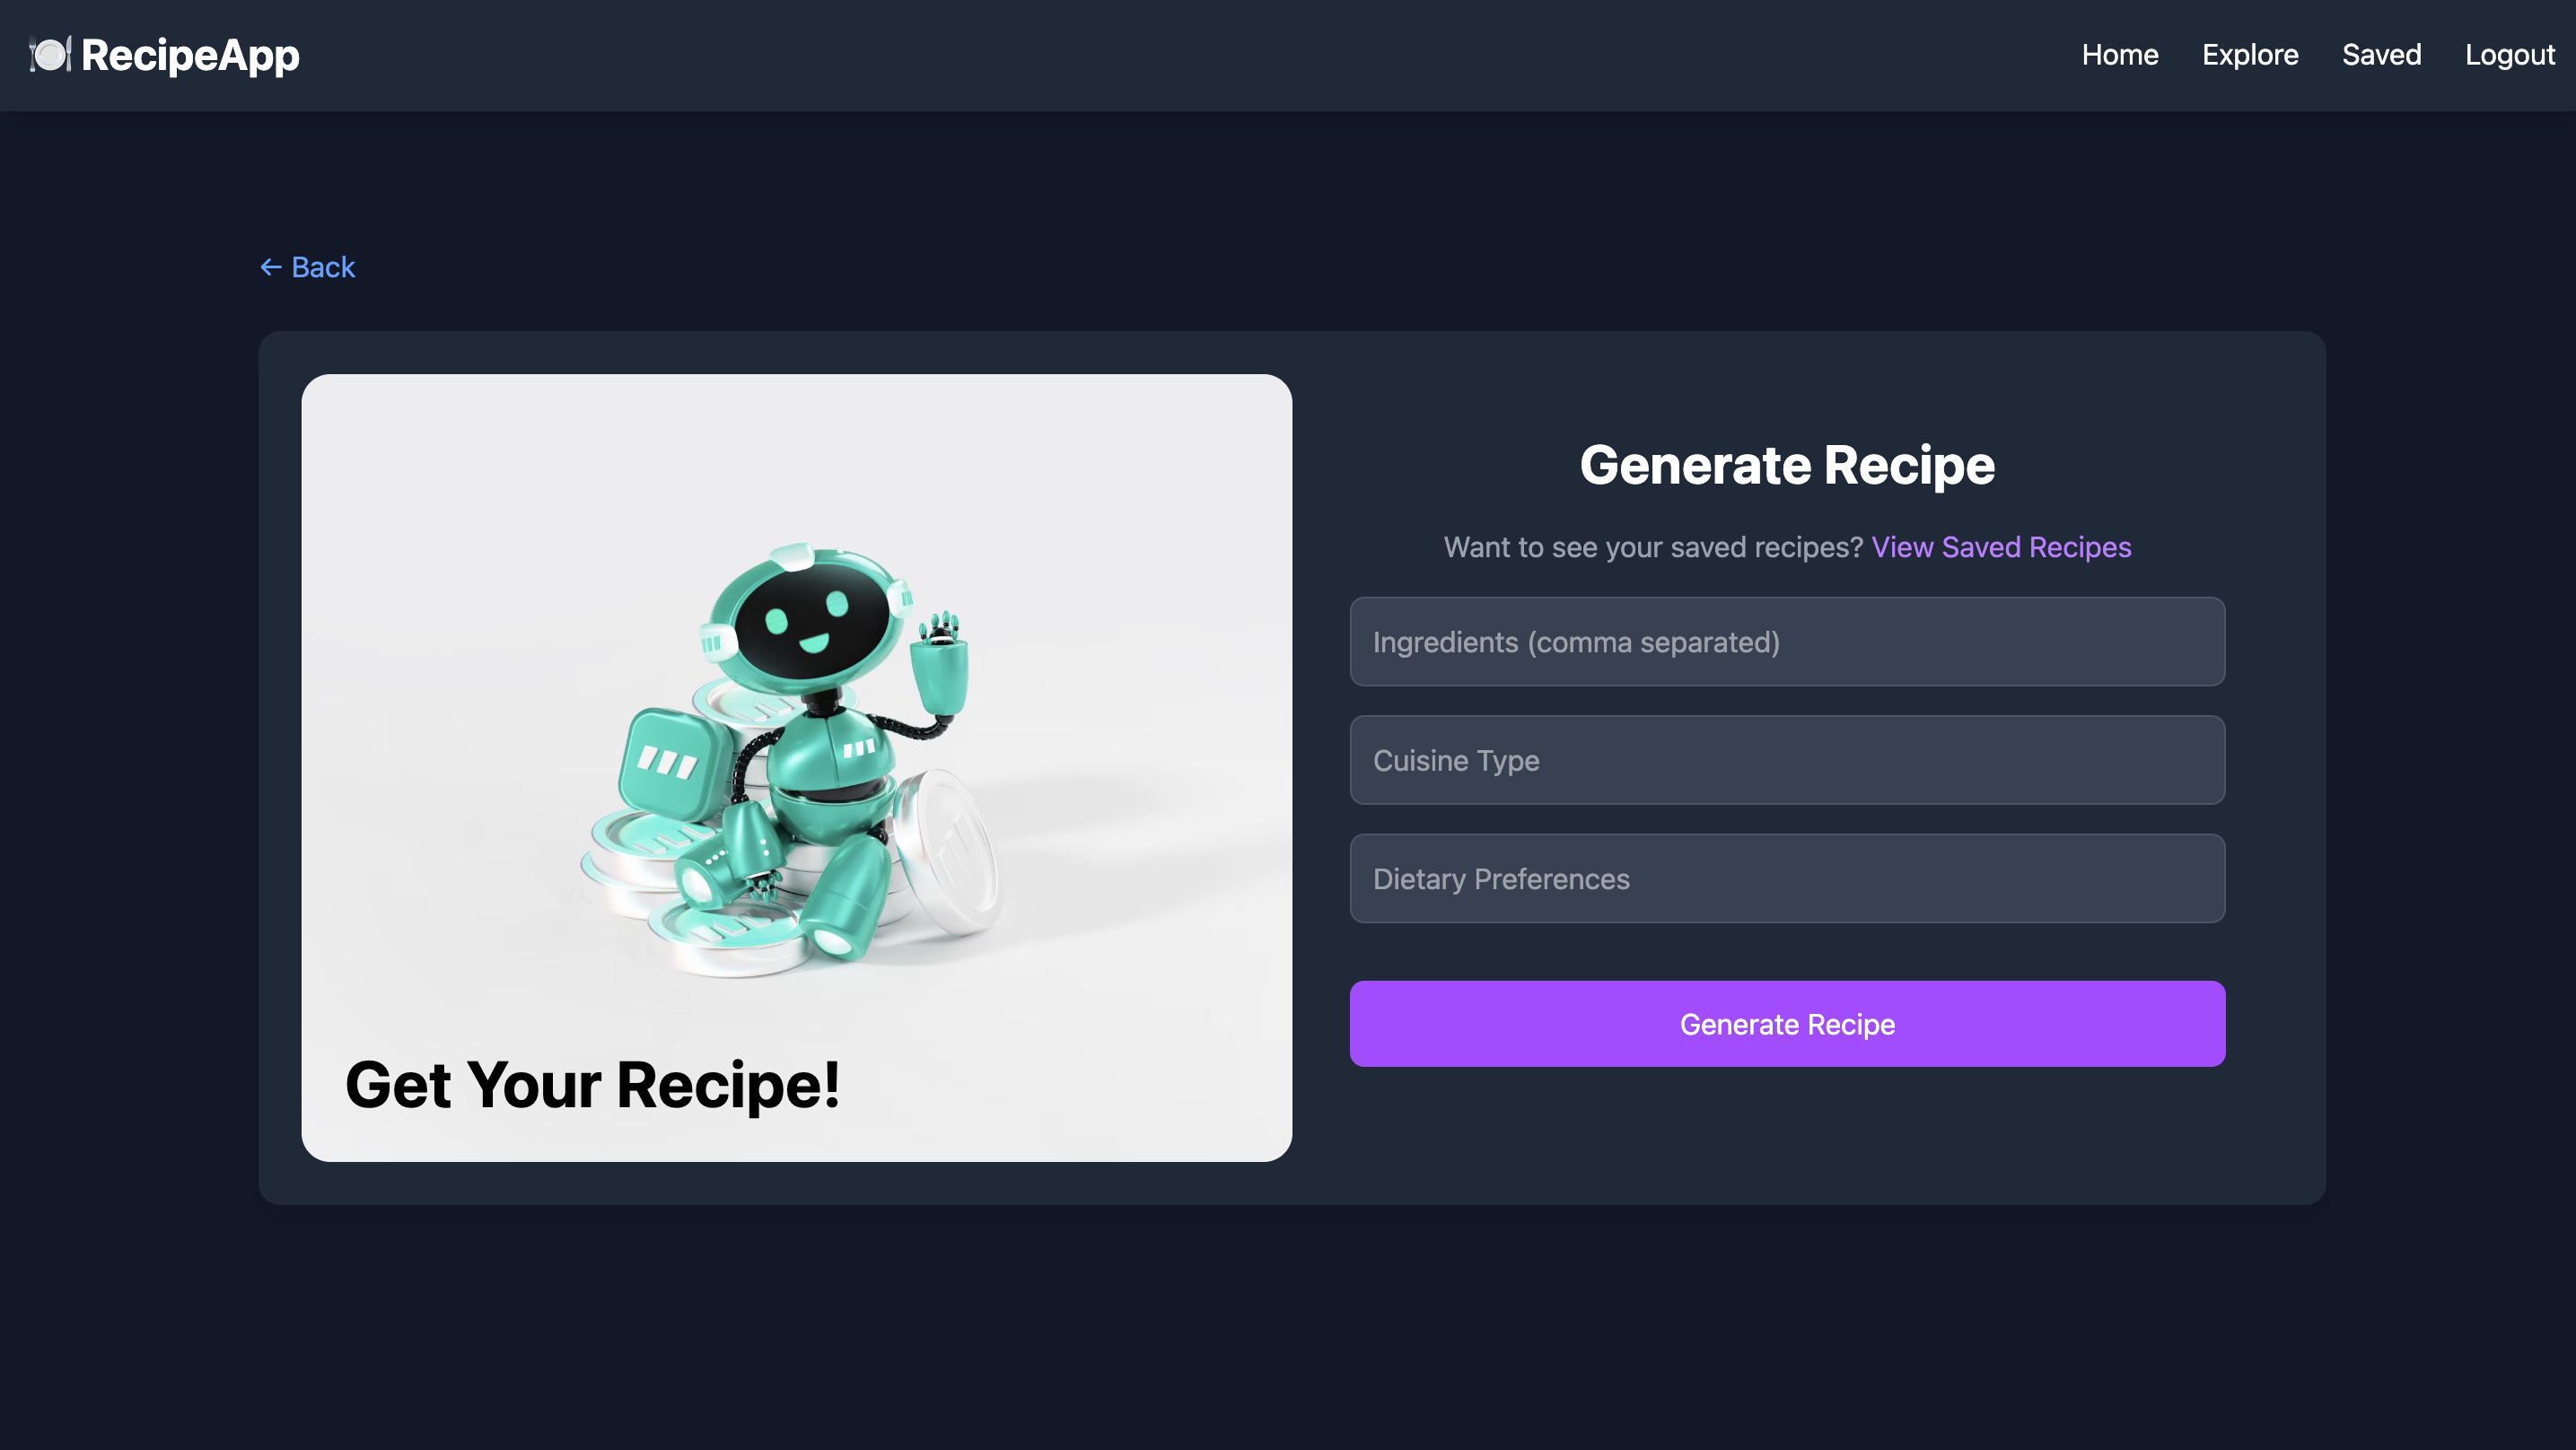 RecipeApp
Home Explore Saved Logout
← Back
Generate Recipe
Want to see your saved recipes? View Saved Recipes
Ingredients (comma separated)
Cuisine Type
Dietary Preferences
Generate Recipe
Get Your Recipe!